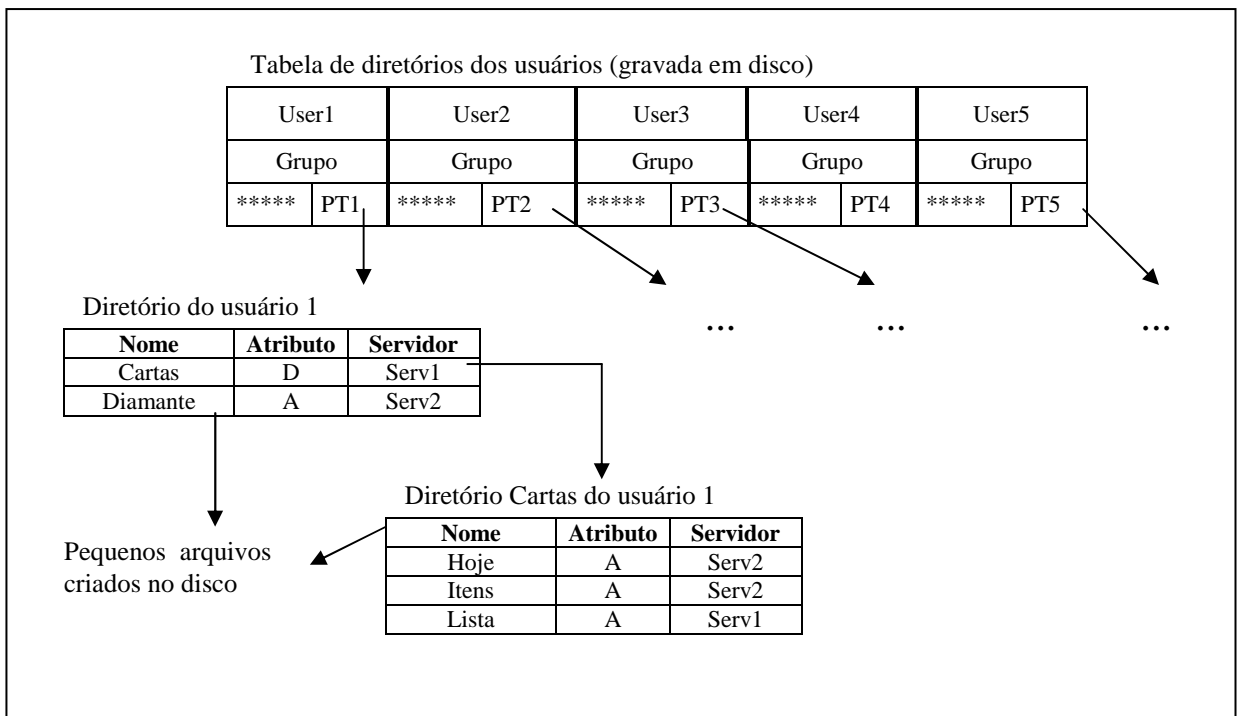 Tabela de diretórios dos usuários (gravada em disco)
User1 User2 User3 User4 User5
Grupo Grupo Grupo Grupo Grupo
***** PT1 ***** PT2 ***** PT3 ***** PT4 ***** PT5
Diretório do usuário 1
... ... ...
Nome Atributo Servidor
Cartas D Serv1
Diamante A Serv2
Diretório Cartas do usuário 1
Nome Atributo Servidor
Hoje A Serv2
Itens A Serv2
Lista A Serv1
Pequenos arquivos
criados no disco